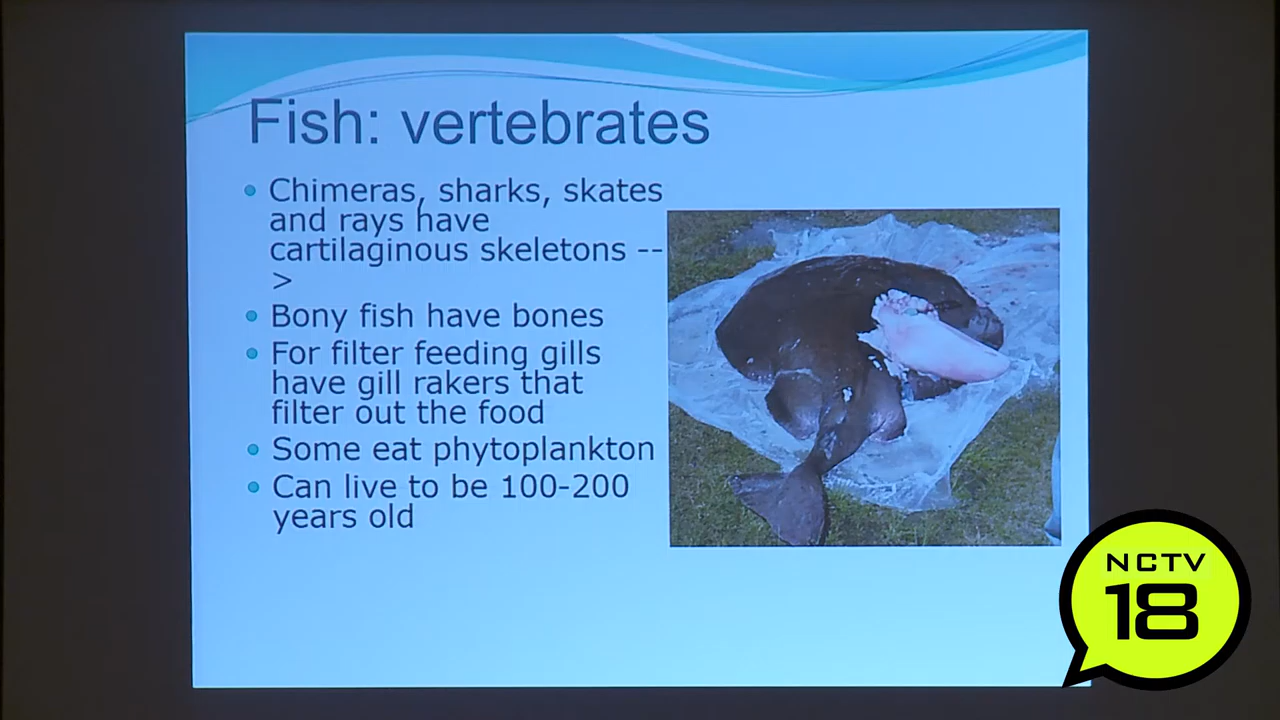 Fish: vertebrates
Chimeras, sharks, skates
and rays have
cartilaginous skeletons --
>
Bony fish have bones
For filter feeding gills
have gill rakers that
filter out the food
Some eat phytoplankton
Can live to be 100-200
years old
NCTV
18